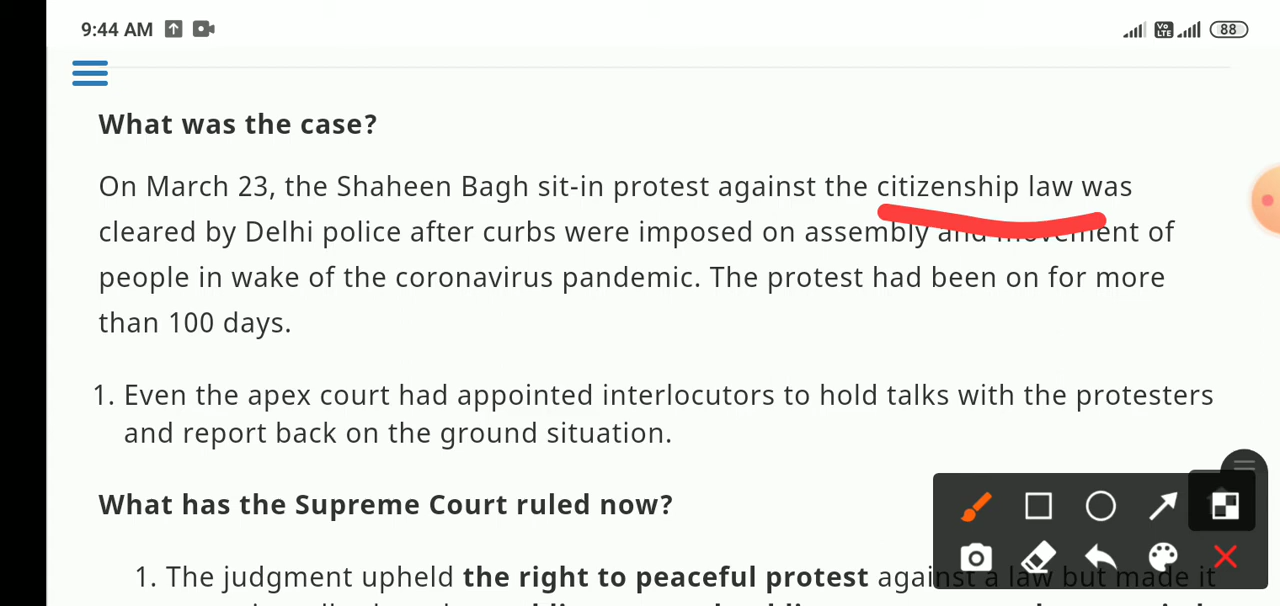 9:44 AM
Vo LTE
88
What was the case?
On March 23, the Shaheen Bagh sit-in protest against the citizenship law was
cleared by Delhi police after curbs were imposed on assembly and movement of
people in wake of the coronavirus pandemic. The protest had been on for more
than 100 days.
1. Even the apex court had appointed interlocutors to hold talks with the protesters
and report back on the ground situation.
What has the Supreme Court ruled now?
1. The judgment upheld the right to peaceful protest against a law but made it